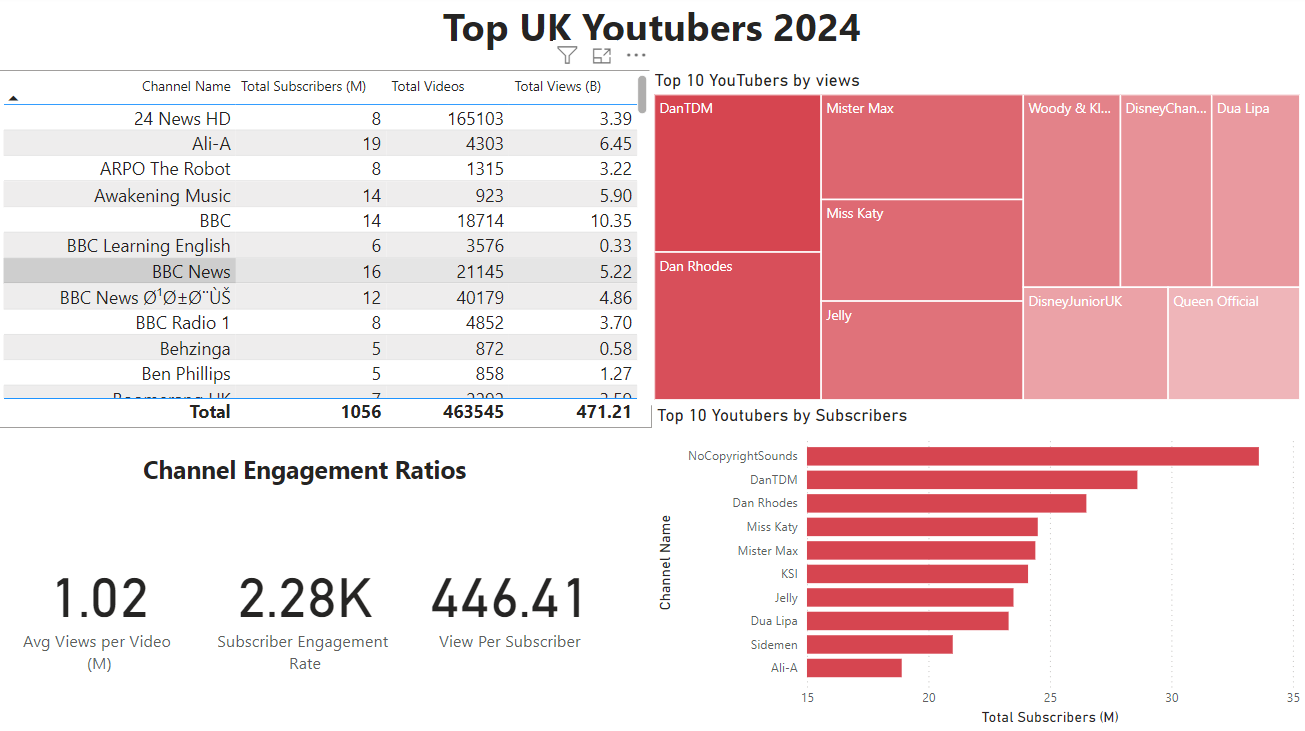 Top UK Youtubers 2024
Channel Name Total Subscribers (M) Total Videos Total Views (B)
24 News HD 8 165103 3.39
Ali-A 19 4303 6.45
ARPO The Robot 8 1315 3.22
Awakening Music 14 923 5.90
BBC 14 18714 10.35
BBC Learning English 6 3576 0.33
BBC News 16 21145 5.22
BBC News Ø¹Ø±Ø¨ÙŠ 12 40179 4.86
BBC Radio 1 8 4852 3.70
Behzinga 5 872 0.58
Ben Phillips 5 858 1.27
Total 1056 463545 471.21
Top 10 YouTubers by views
DanTDM
Dan Rhodes
Mister Max
Miss Katy
Jelly
Woody & Kl...
DisneyChan...
Dua Lipa
DisneyJuniorUK
Queen Official
Channel Engagement Ratios
1.02
Avg Views per Video
(M)
2.28K
Subscriber Engagement
Rate
446.41
View Per Subscriber
Top 10 Youtubers by Subscribers
Channel Name
NoCopyrightSounds
DanTDM
Dan Rhodes
Miss Katy
Mister Max
KSI
Jelly
Dua Lipa
Sidemen
Ali-A
15 20 25 30 35
Total Subscribers (M)